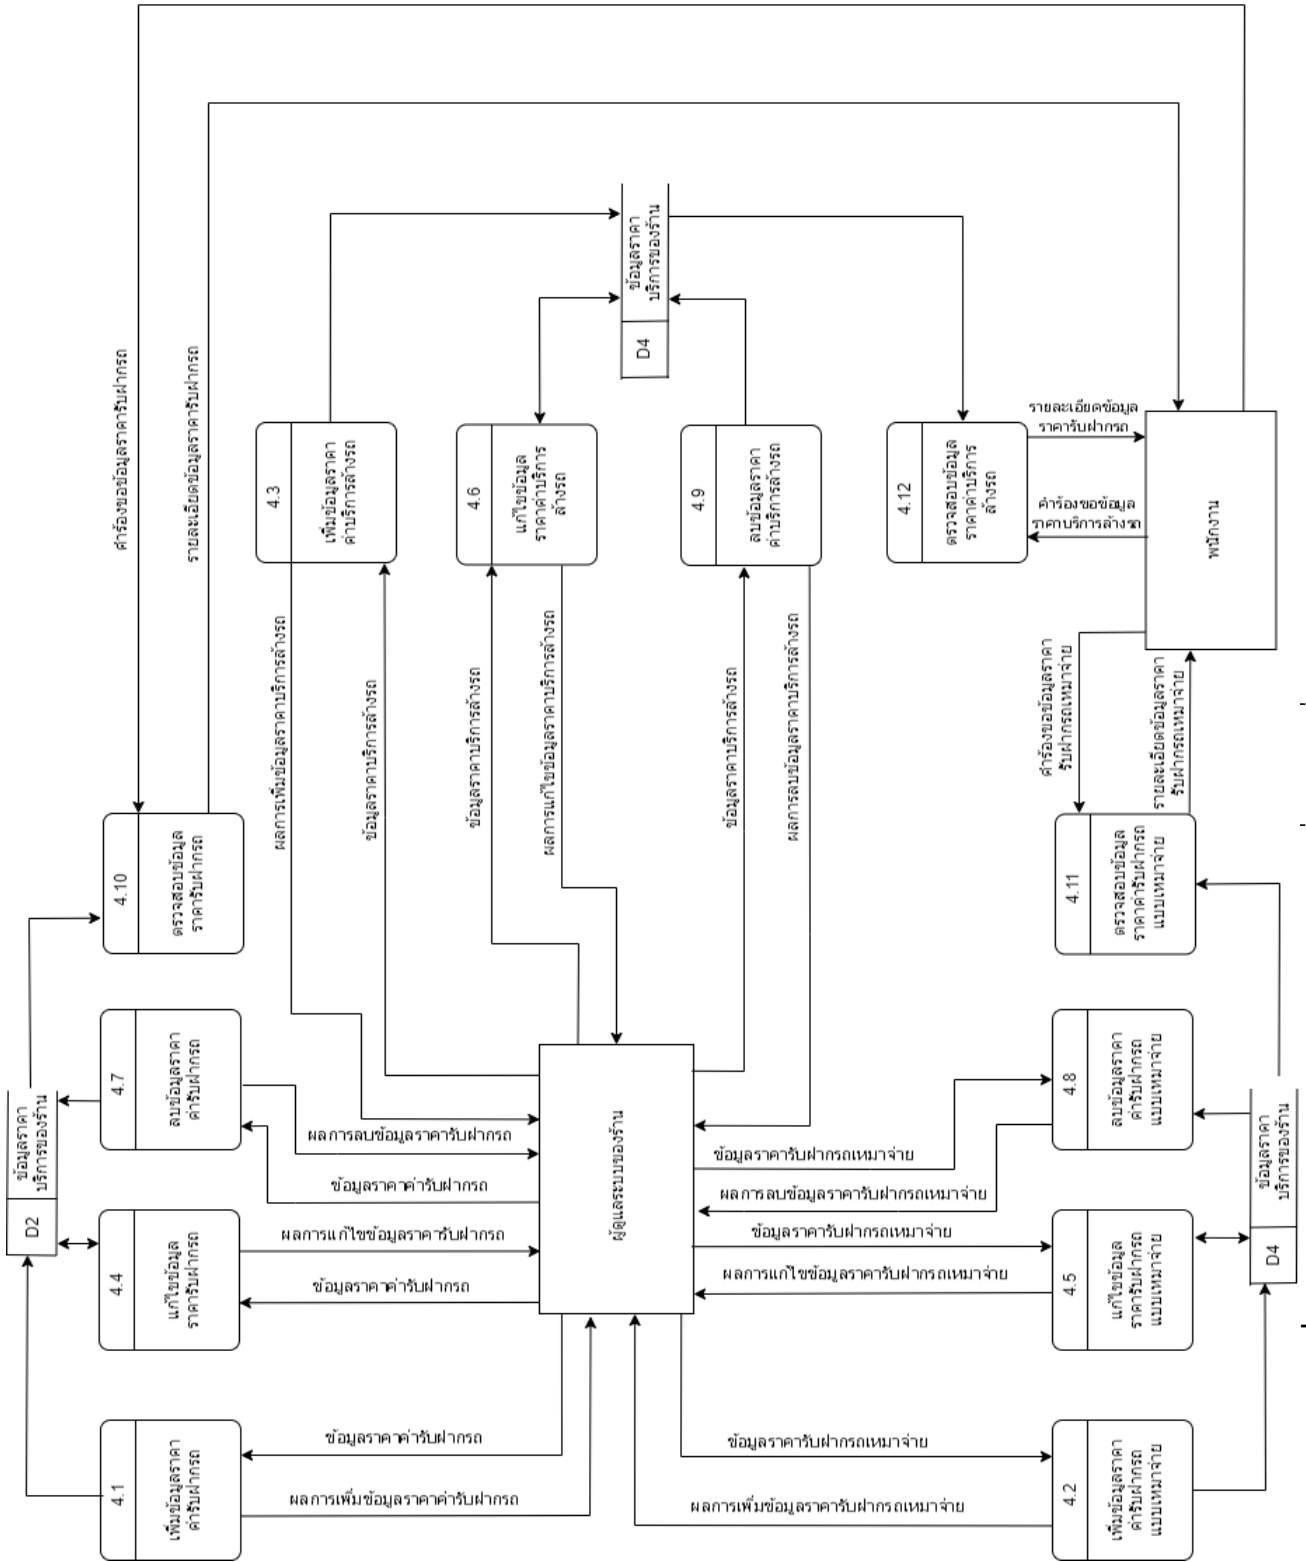 คำร้องขอข้อมูลราคารับฝากรถ
รายละเอียดข้อมูลราคารับฝากรถ
ข้อมูลราคา
บริการของร้าน
D4
4.3
เพิ่มข้อมูลราคา
ค่าบริการล้างรถ
4.6
แก้ไขข้อมูล
ราคาค่าบริการ
ล้างรถ
4.9
ลบข้อมูลราคา
ค่าบริการล้างรถ
4.12
ตรวจสอบข้อมูล
ราคาค่าบริการ
ล้างรถ
รายละเอียดข้อมูล
ราคารับฝากรถ
คำร้องขอข้อมูล
ราคาบริการล้างรถ
พนักงาน
ผลการเพิ่มข้อมูลราคาบริการล้างรถ
ข้อมูลราคาบริการล้างรถ
ข้อมูลราคาบริการล้างรถ
ผลการแก้ไขข้อมูลราคาบริการล้างรถ
ข้อมูลราคาบริการล้างรถ
ผลการลบข้อมูลราคาบริการล้างรถ
คำร้องขอข้อมูลราคา
รับฝากรถเหมาจ่าย
รายละเอียดข้อมูลราคา
รับฝากรถเหมาจ่าย
4.10
ตรวจสอบข้อมูล
ราคารับฝากรถ
4.11
ตรวจสอบข้อมูล
ราคาค่ารับฝากรถ
แบบเหมาจ่าย
ข้อมูลราคา
บริการของร้าน
D2
4.7
ลบข้อมูลราคา
ค่ารับฝากรถ
ผลการลบข้อมูลราคารับฝากรถ
ข้อมูลราคาค่ารับฝากรถ
4.4
แก้ไขข้อมูล
ราคารับฝากรถ
ผลการแก้ไขข้อมูลราคารับฝากรถ
ข้อมูลราคาค่ารับฝากรถ
ผู้ดูแลระบบของร้าน
ข้อมูลราคารับฝากรถเหมาจ่าย
ผลการลบข้อมูลราคารับฝากรถเหมาจ่าย
4.8
ลบข้อมูลราคา
ค่ารับฝากรถ
แบบเหมาจ่าย
ข้อมูลราคารับฝากรถเหมาจ่าย
ผลการแก้ไขข้อมูลราคารับฝากรถเหมาจ่าย
4.5
แก้ไขข้อมูล
ราคารับฝากรถ
แบบเหมาจ่าย
ข้อมูลราคา
บริการของร้าน
D4
4.1
เพิ่มข้อมูลราคา
ค่ารับฝากรถ
ข้อมูลราคาค่ารับฝากรถ
ผลการเพิ่มข้อมูลราคาค่ารับฝากรถ
ข้อมูลราคารับฝากรถเหมาจ่าย
ผลการเพิ่มข้อมูลราคารับฝากรถเหมาจ่าย
4.2
เพิ่มข้อมูลราคา
ค่ารับฝากรถ
แบบเหมาจ่าย